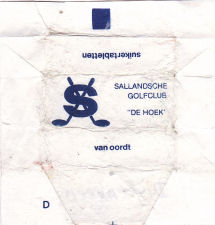 suikertabletten
SALLANDSCHE
GOLFCLUB
"DE HOEK"
van oordt
D